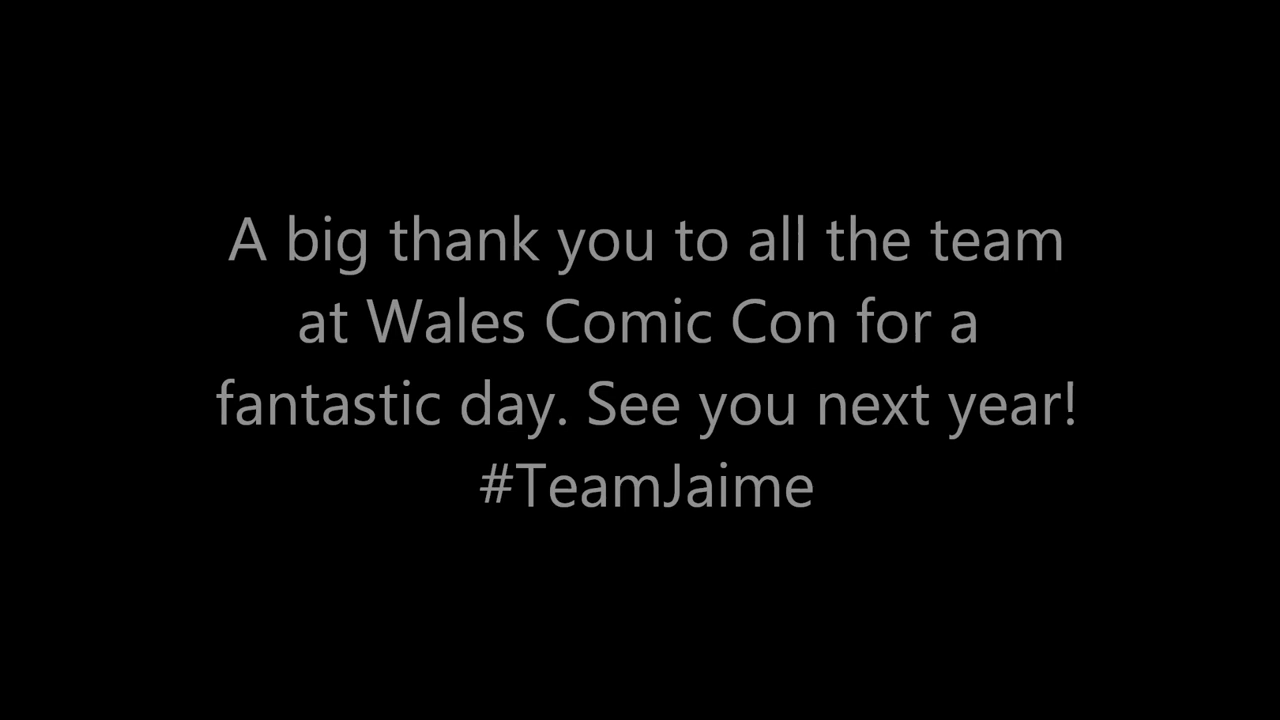 A big thank you to all the team
at Wales Comic Con for a
fantastic day. See you next year!
#TeamJaime